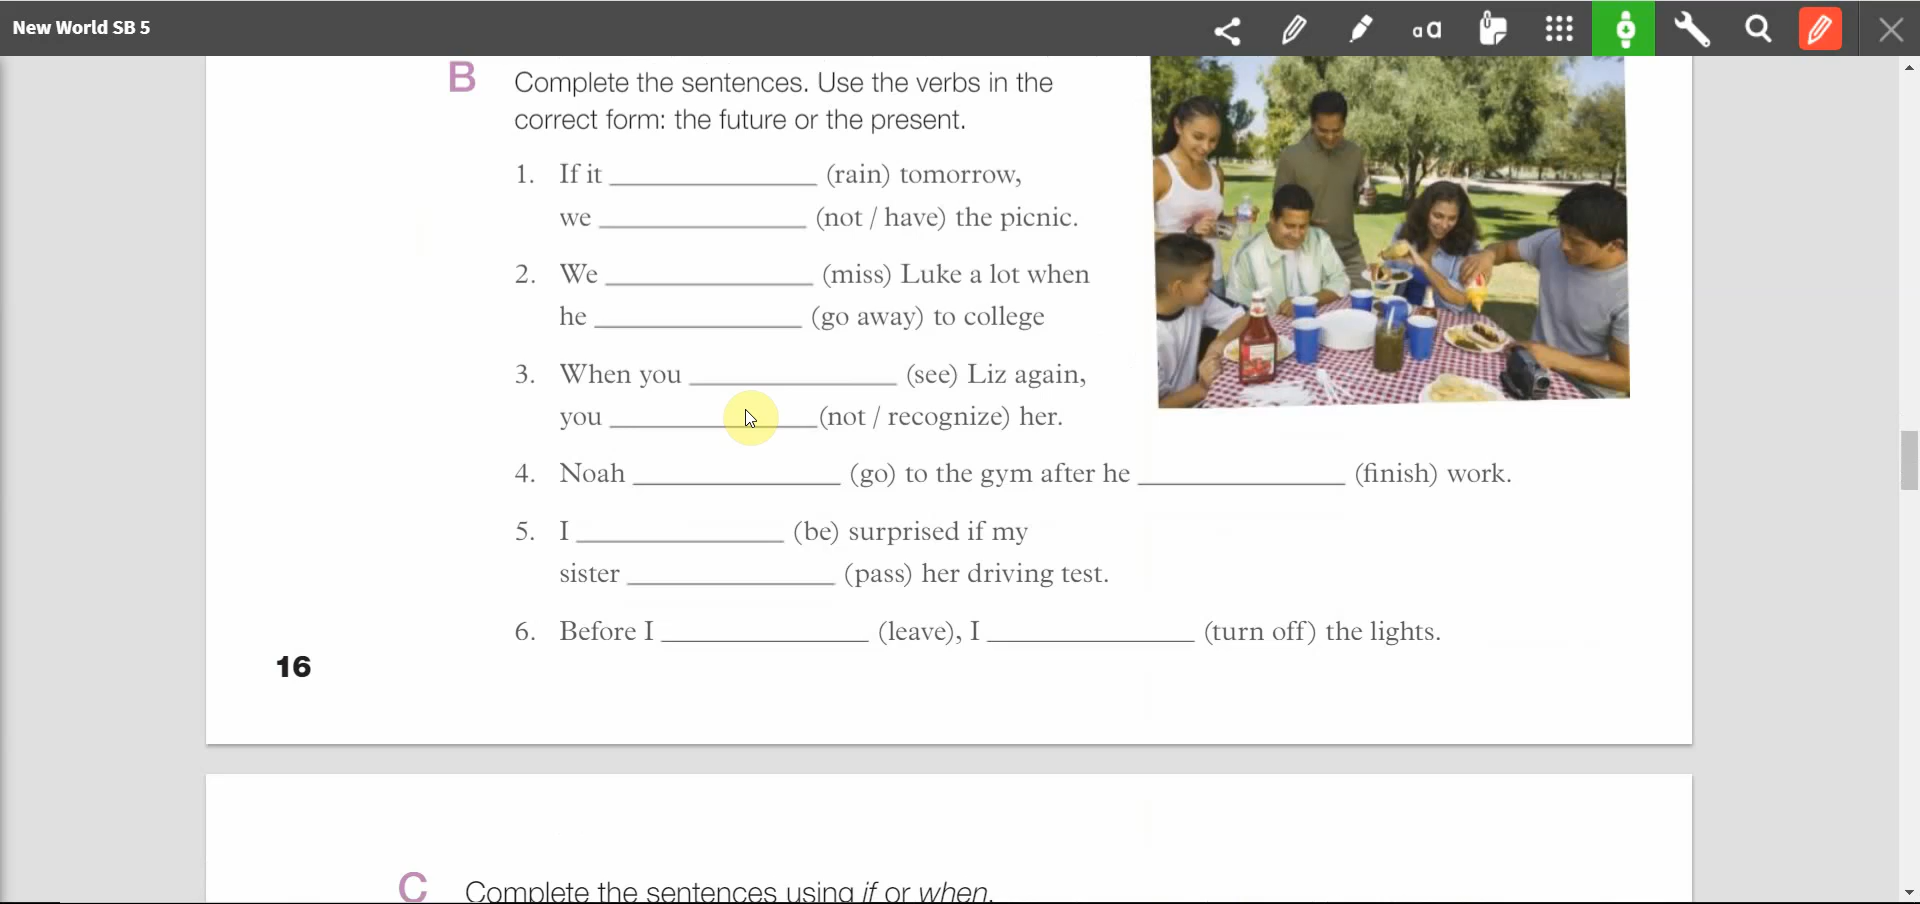 New World SB 5
aA
B Complete the sentences. Use the verbs in the
correct form: the future or the present.
1. If it ______________ (rain) tomorrow,
we ______________ (not / have) the picnic.
2. We ______________ (miss) Luke a lot when
he ______________ (go away) to college
3. When you ______________ (see) Liz again,
you ______________ (not / recognize) her.
4. Noah ______________ (go) to the gym after he ______________ (finish) work.
5. I ______________ (be) surprised if my
sister ______________ (pass) her driving test.
6. Before I ______________ (leave), I ______________ (turn off) the lights.
16
C Complete the sentences using if or when.